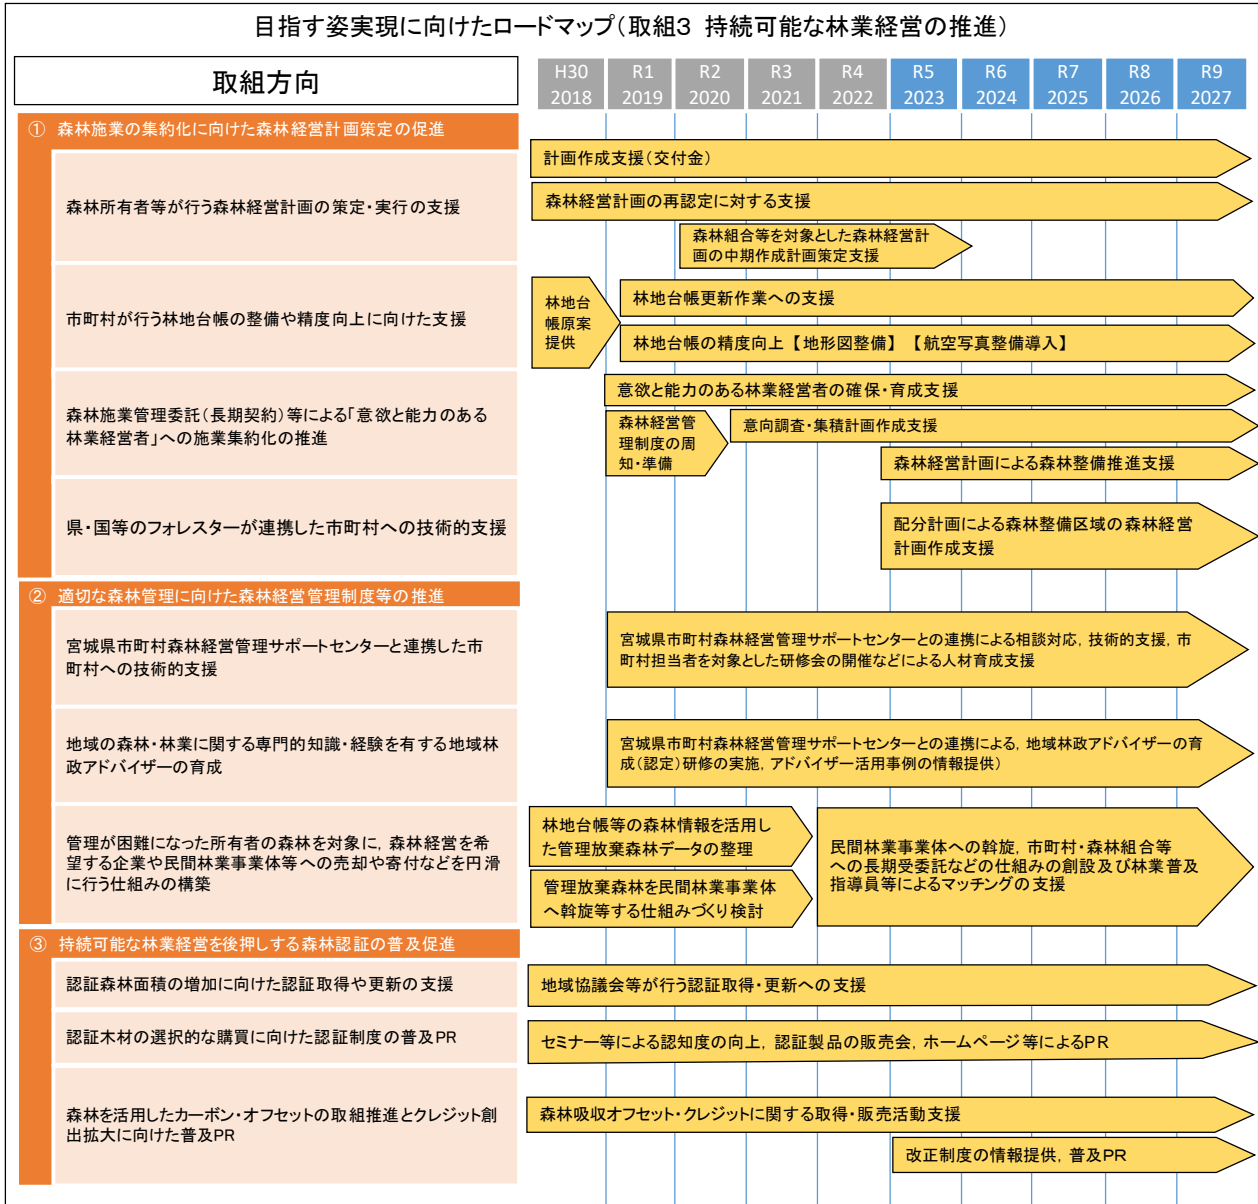 目指す姿実現に向けたロードマップ(取組3 持続可能な林業経営の推進)
取組方向
H30 R1 R2 R3 R4 R5 R6 R7 R8 R9
2018 2019 2020 2021 2022 2023 2024 2025 2026 2027
① 森林施業の集約化に向けた森林経営計画策定の促進
森林所有者等が行う森林経営計画の策定・実行の支援
計画作成支援(交付金)
森林経営計画の再認定に対する支援
森林組合等を対象とした森林経営計
画の中期作成計画策定支援
市町村が行う林地台帳の整備や精度向上に向けた支援
林地台
帳原案
提供
林地台帳更新作業への支援
林地台帳の精度向上【地形図整備】 【航空写真整備導入】
森林施業管理委託(長期契約)等による「意欲と能力のある
林業経営者」への施業集約化の推進
意欲と能力のある林業経営者の確保・育成支援
森林経営管
理制度の周
知・準備
意向調査・集積計画作成支援
森林経営計画による森林整備推進支援
県・国等のフォレスターが連携した市町村への技術的支援
配分計画による森林整備区域の森林経営
計画作成支援
② 適切な森林管理に向けた森林経営管理制度等の推進
宮城県市町村森林経営管理サポートセンターと連携した市
町村への技術的支援
宮城県市町村森林経営管理サポートセンターとの連携による相談対応,技術的支援,市
町村担当者を対象とした研修会の開催などによる人材育成支援
地域の森林・林業に関する専門的知識・経験を有する地域林
政アドバイザーの育成
宮城県市町村森林経営管理サポートセンターとの連携による,地域林政アドバイザーの育
成(認定)研修の実施,アドバイザー活用事例の情報提供)
管理が困難になった所有者の森林を対象に,森林経営を希
望する企業や民間林業事業体等への売却や寄付などを円滑
に行う仕組みの構築
林地台帳等の森林情報を活用し
た管理放棄森林データの整理
管理放棄森林を民間林業事業体
へ斡旋等する仕組みづくり検討
民間林業事業体への斡旋,市町村・森林組合等
への長期受委託などの仕組みの創設及び林業普及
指導員等によるマッチングの支援
③ 持続可能な林業経営を後押しする森林認証の普及促進
認証森林面積の増加に向けた認証取得や更新の支援
地域協議会等が行う認証取得・更新への支援
認証木材の選択的な購買に向けた認証制度の普及PR
セミナー等による認知度の向上,認証製品の販売会,ホームページ等によるPR
森林を活用したカーボン・オフセットの取組推進とクレジット創
出拡大に向けた普及PR
森林吸収オフセット・クレジットに関する取得・販売活動支援
改正制度の情報提供,普及PR